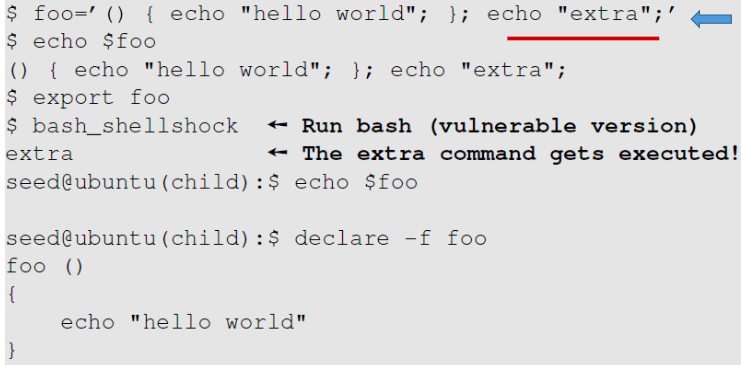 $ foo=′() { echo "hello world"; }; echo "extra";′
$ echo $foo
() { echo "hello world"; }; echo "extra";
$ export foo
$ bash_shellshock ← Run bash (vulnerable version)
extra ← The extra command gets executed!
seed@ubuntu(child):$ echo $foo
seed@ubuntu(child):$ declare -f foo
foo ()
{
    echo "hello world"
}